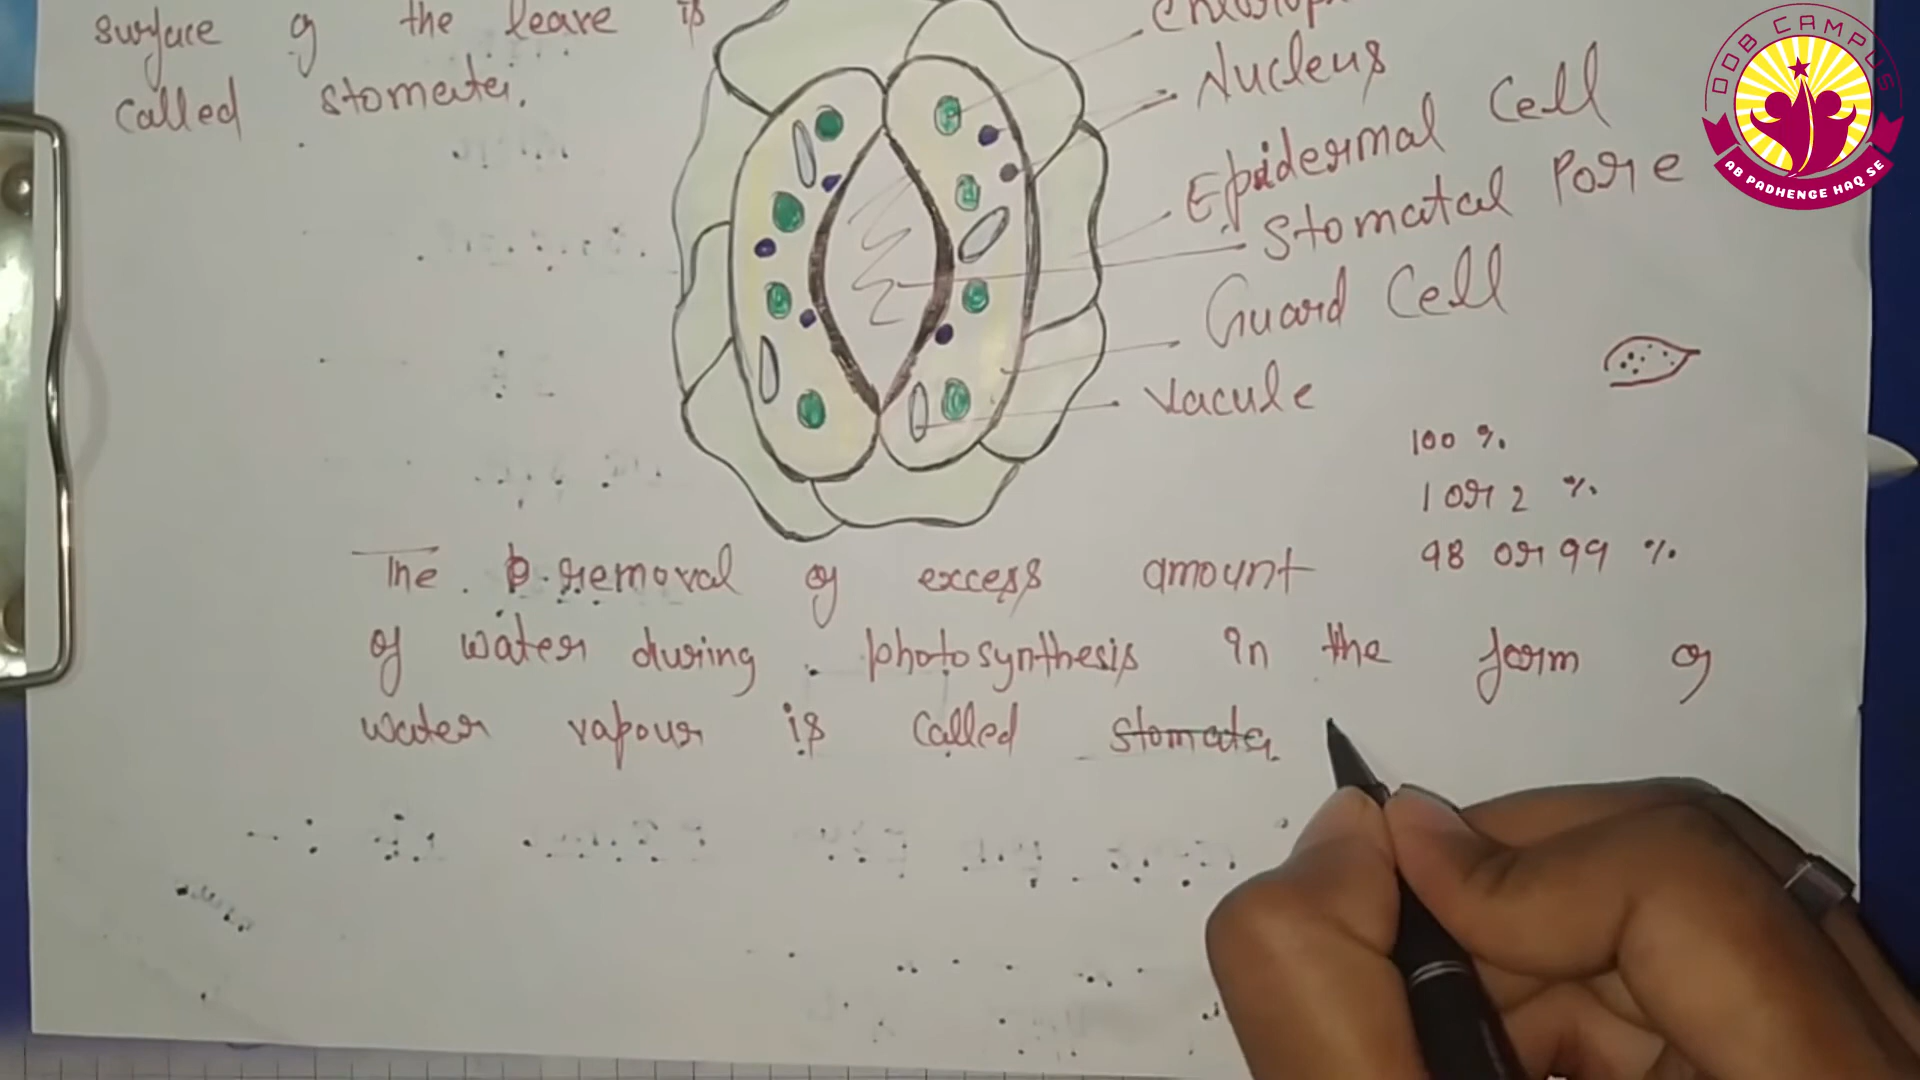 surface of the leave is
called stomata.
Nucleus
Epidermal Cell
Stomatal Pore
Guard Cell
Vacule
100 %
1 or 2 %
98 or 99 %
The removal of excess amount
of water during photosynthesis in the form of
water vapour is called stomata
DDB CAMPUS
AB PADHENGE HAQ SE